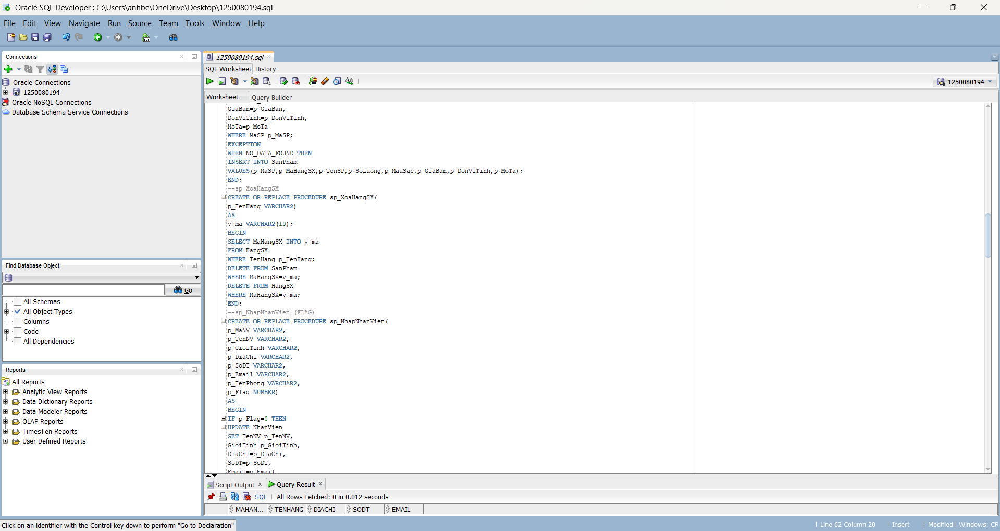 Oracle SQL Developer : C:\Users\anhbe\OneDrive\Desktop\1250080194.sql
File Edit View Navigate Run Source Team Tools Window Help
Connections
Oracle Connections
1250080194
Oracle NoSQL Connections
Database Schema Service Connections
Find Database Object
Go
All Schemas
All Object Types
Columns
Code
All Dependencies
Reports
All Reports
Analytic View Reports
Data Dictionary Reports
Data Modeler Reports
OLAP Reports
TimesTen Reports
User Defined Reports
1250080194.sql
SQL Worksheet History
1250080194
Worksheet Query Builder
GiaBan=p_GiaBan,
DonViTinh=p_DonViTinh,
MoTa=p_MoTa
WHERE MaSP=p_MaSP;
EXCEPTION
WHEN NO_DATA_FOUND THEN
INSERT INTO SanPham
VALUES(p_MaSP,p_MaHangSX,p_TenSP,p_SoLuong,p_MauSac,p_GiaBan,p_DonViTinh,p_MoTa);
END;
--sp_XoaHangSX
CREATE OR REPLACE PROCEDURE sp_XoaHangSX(
p_TenHang VARCHAR2)
AS
v_ma VARCHAR2(10);
BEGIN
SELECT MaHangSX INTO v_ma
FROM HangSX
WHERE TenHang=p_TenHang;
DELETE FROM SanPham
WHERE MaHangSX=v_ma;
DELETE FROM HangSX
WHERE MaHangSX=v_ma;
END;
--sp_NhapNhanVien (FLAG)
CREATE OR REPLACE PROCEDURE sp_NhapNhanVien(
p_MaNV VARCHAR2,
p_TenNV VARCHAR2,
p_GioiTinh VARCHAR2,
p_DiaChi VARCHAR2,
p_SoDT VARCHAR2,
p_Email VARCHAR2,
p_TenPhong VARCHAR2,
p_Flag NUMBER)
AS
BEGIN
IF p_Flag=0 THEN
UPDATE NhanVien
SET TenNV=p_TenNV,
GioiTinh=p_GioiTinh,
DiaChi=p_DiaChi,
SoDT=p_SoDT,
Email=p_Email,
Script Output Query Result
SQL All Rows Fetched: 0 in 0.012 seconds
MAHAN... TENHANG DIACHI SODT EMAIL
Click on an identifier with the Control key down to perform "Go to Declaration"
Line 62 Column 20 Insert Modified Windows: CR